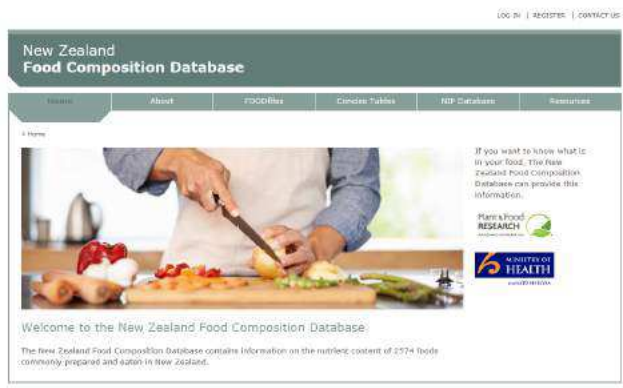 LOG IN | REGISTER | CONTACT US
New Zealand
Food Composition Database
Home About FOODfiles Concise Tables NIP Database Resources
Home
If you want to know what is
in your food, The New
Zealand Food Composition
Database can provide this
information.
Plant & Food
RESEARCH
MINISTRY OF
HEALTH
Welcome to the New Zealand Food Composition Database
The New Zealand Food Composition Database contains information on the nutrient content of 2574 foods
commonly prepared and eaten in New Zealand.